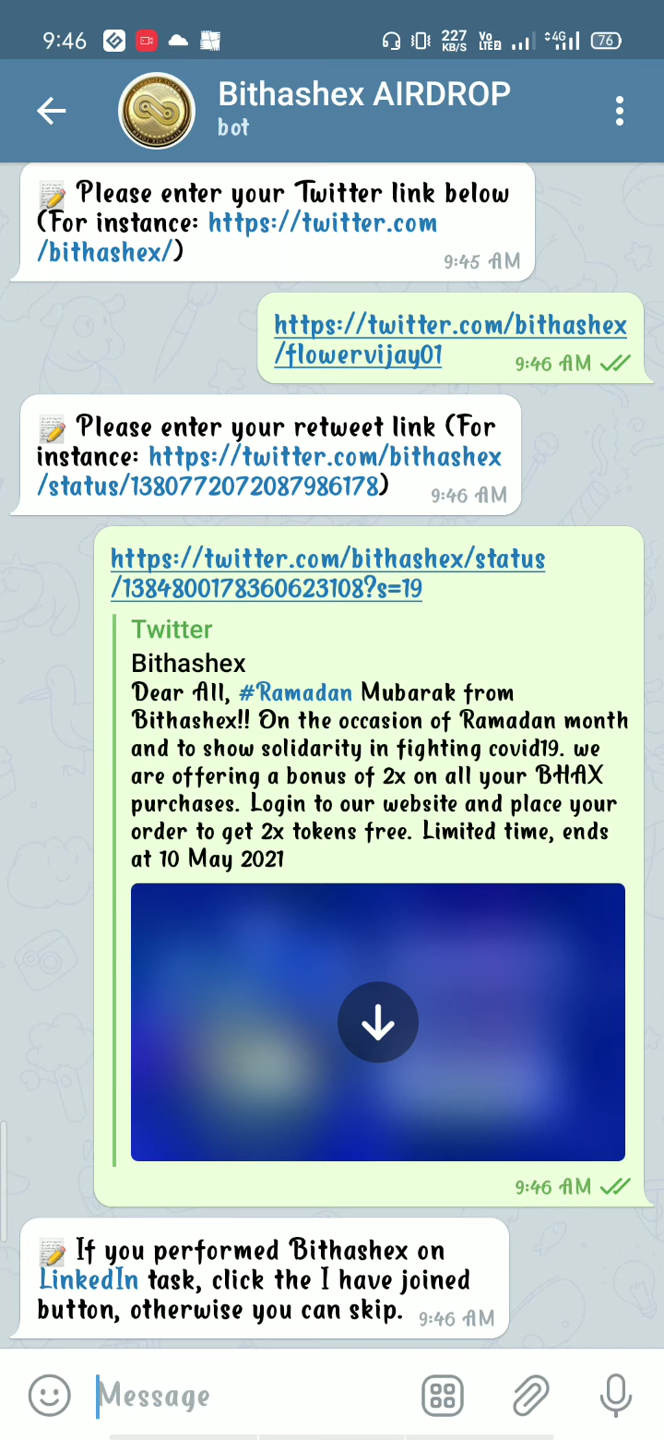 9:46
227
KB/S
Vo
LTE2
4G
76
Bithashex AIRDROP
bot
📝 Please enter your Twitter link below
(For instance: https://twitter.com
/bithashex/)
9:45 AM
https://twitter.com/bithashex
/flowervijay01
9:46 AM
📝 Please enter your retweet link (For
instance: https://twitter.com/bithashex
/status/1380772072087986178)
9:46 AM
https://twitter.com/bithashex/status
/1384800178360623108?s=19
Twitter
Bithashex
Dear All, #Ramadan Mubarak from
Bithashex!! On the occasion of Ramadan month
and to show solidarity in fighting covid19. we
are offering a bonus of 2x on all your BHAX
purchases. Login to our website and place your
order to get 2x tokens free. Limited time, ends
at 10 May 2021
9:46 AM
📝 If you performed Bithashex on
LinkedIn task, click the I have joined
button, otherwise you can skip.
9:46 AM
Message